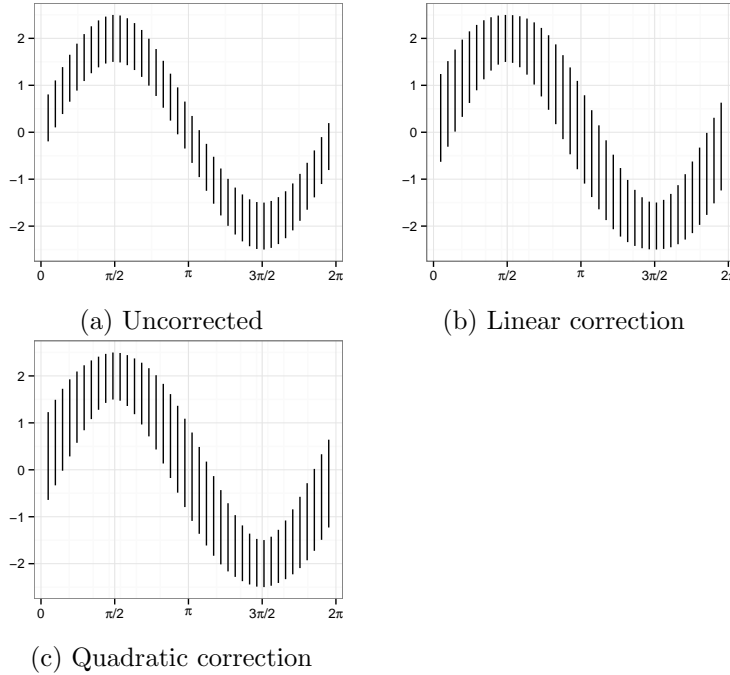 2
1
0
−1
−2
0 π/2 π 3π/2 2π
(a) Uncorrected
2
1
0
−1
−2
0 π/2 π 3π/2 2π
(b) Linear correction
2
1
0
−1
−2
0 π/2 π 3π/2 2π
(c) Quadratic correction